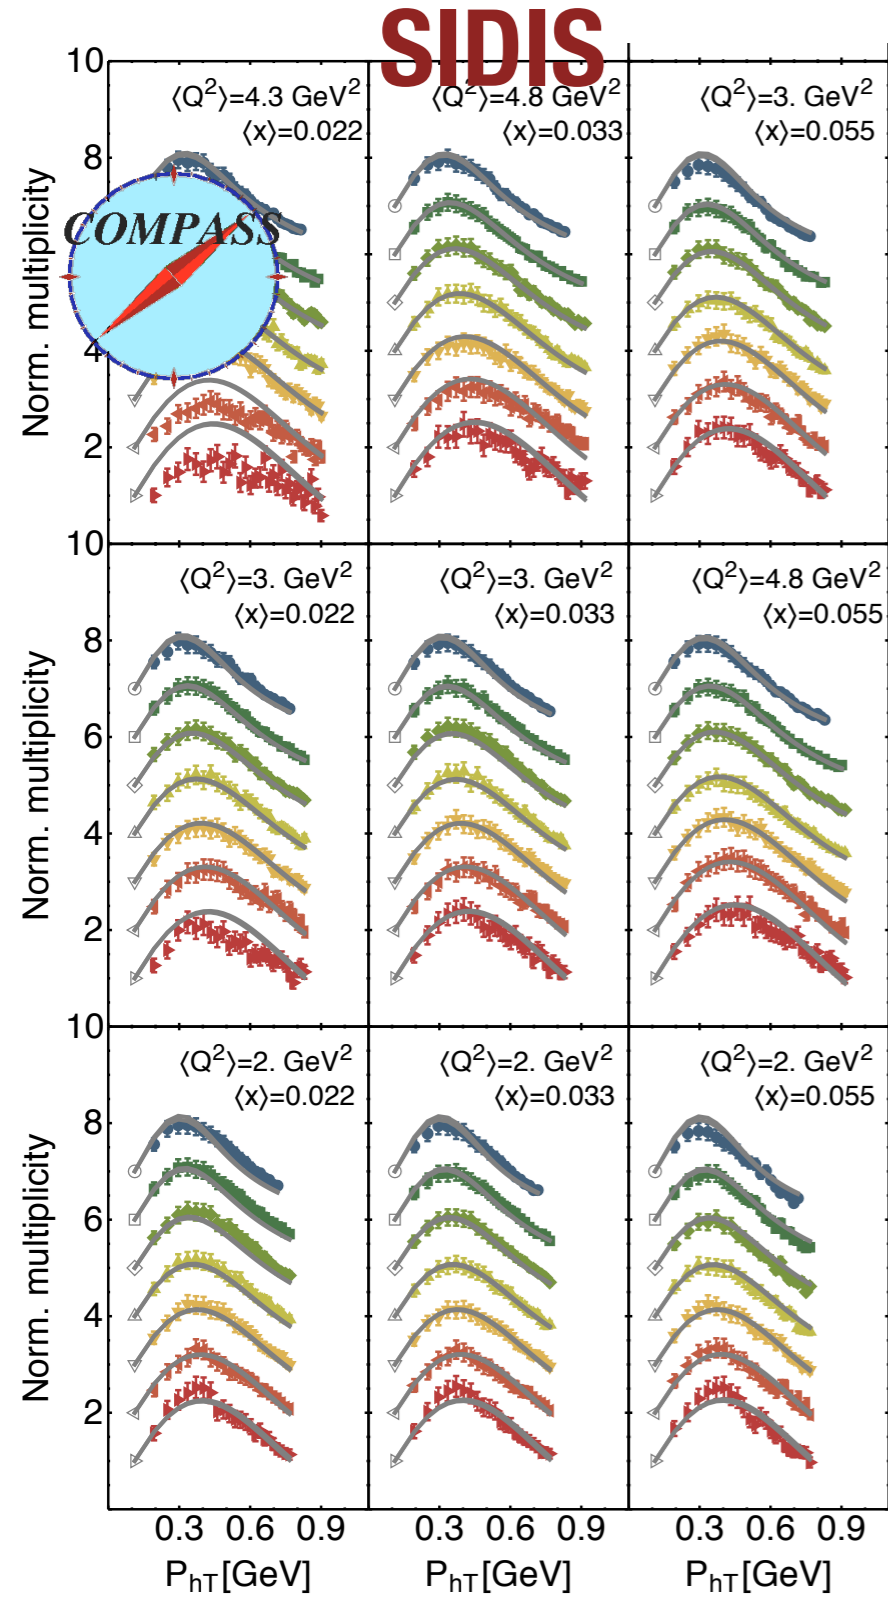 SIDIS
10
⟨Q²⟩=4.3 GeV²
⟨x⟩=0.022
⟨Q²⟩=4.8 GeV²
⟨x⟩=0.033
⟨Q²⟩=3. GeV²
⟨x⟩=0.055
8
COMPASS
4
2
Norm. multiplicity
10
⟨Q²⟩=3. GeV²
⟨x⟩=0.022
⟨Q²⟩=3. GeV²
⟨x⟩=0.033
⟨Q²⟩=4.8 GeV²
⟨x⟩=0.055
8
6
4
2
Norm. multiplicity
10
⟨Q²⟩=2. GeV²
⟨x⟩=0.022
⟨Q²⟩=2. GeV²
⟨x⟩=0.033
⟨Q²⟩=2. GeV²
⟨x⟩=0.055
8
6
4
2
Norm. multiplicity
0.3 0.6 0.9
0.3 0.6 0.9
0.3 0.6 0.9
P_hT[GeV]
P_hT[GeV]
P_hT[GeV]